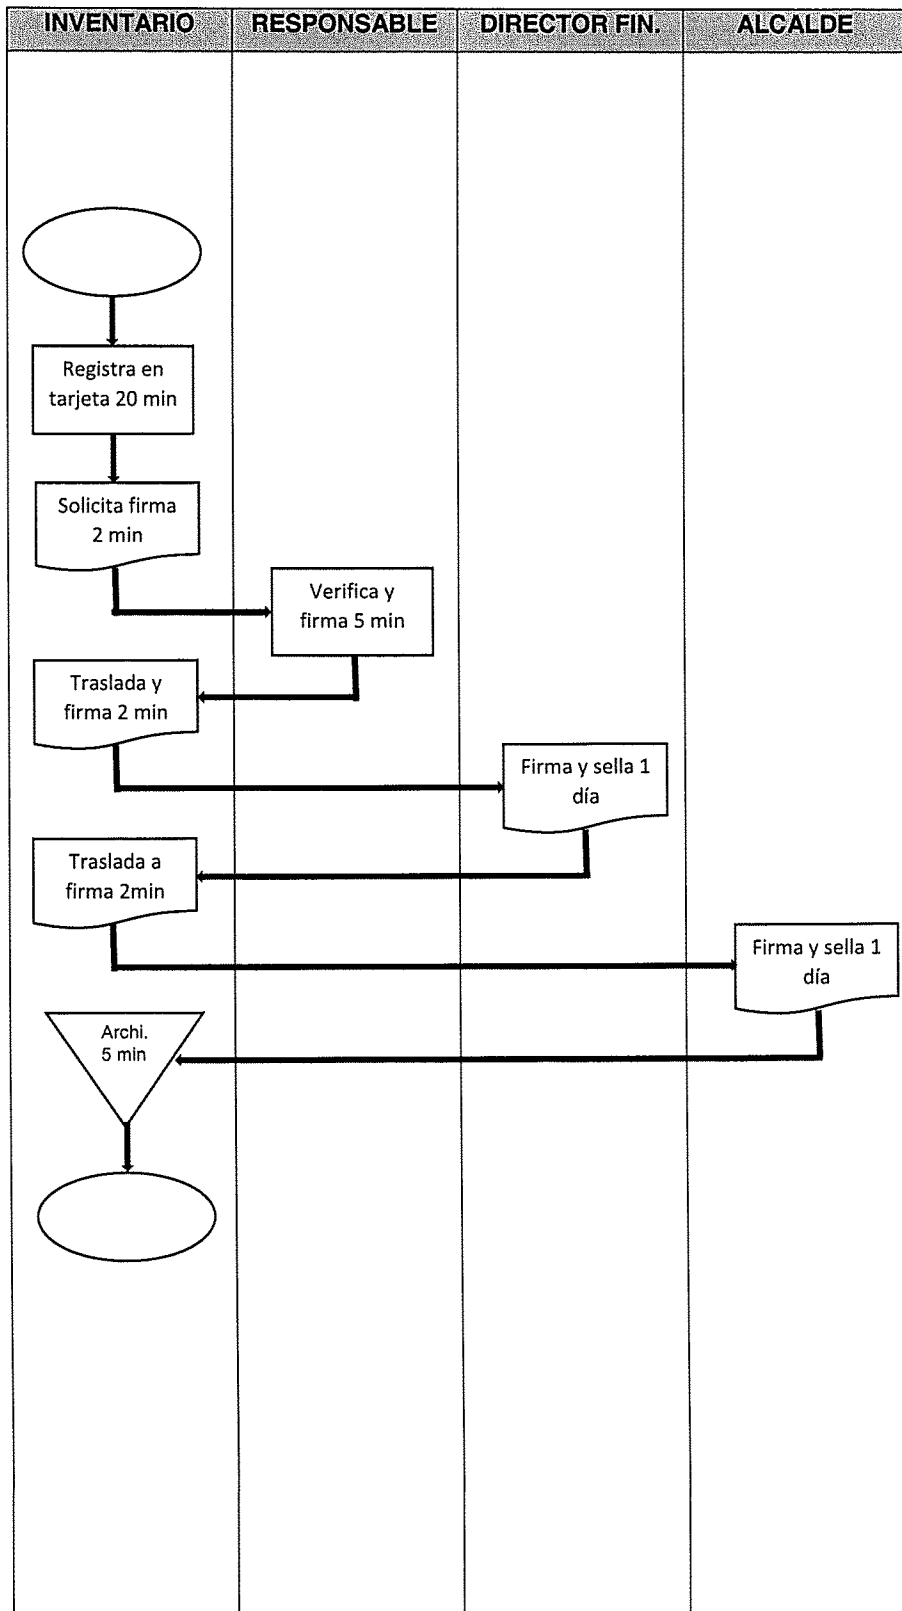 INVENTARIO
RESPONSABLE
DIRECTOR FIN.
ALCALDE
Registra en
tarjeta 20 min
Solicita firma
2 min
Verifica y
firma 5 min
Traslada y
firma 2 min
Firma y sella 1
día
Traslada a
firma 2min
Firma y sella 1
día
Archi.
5 min